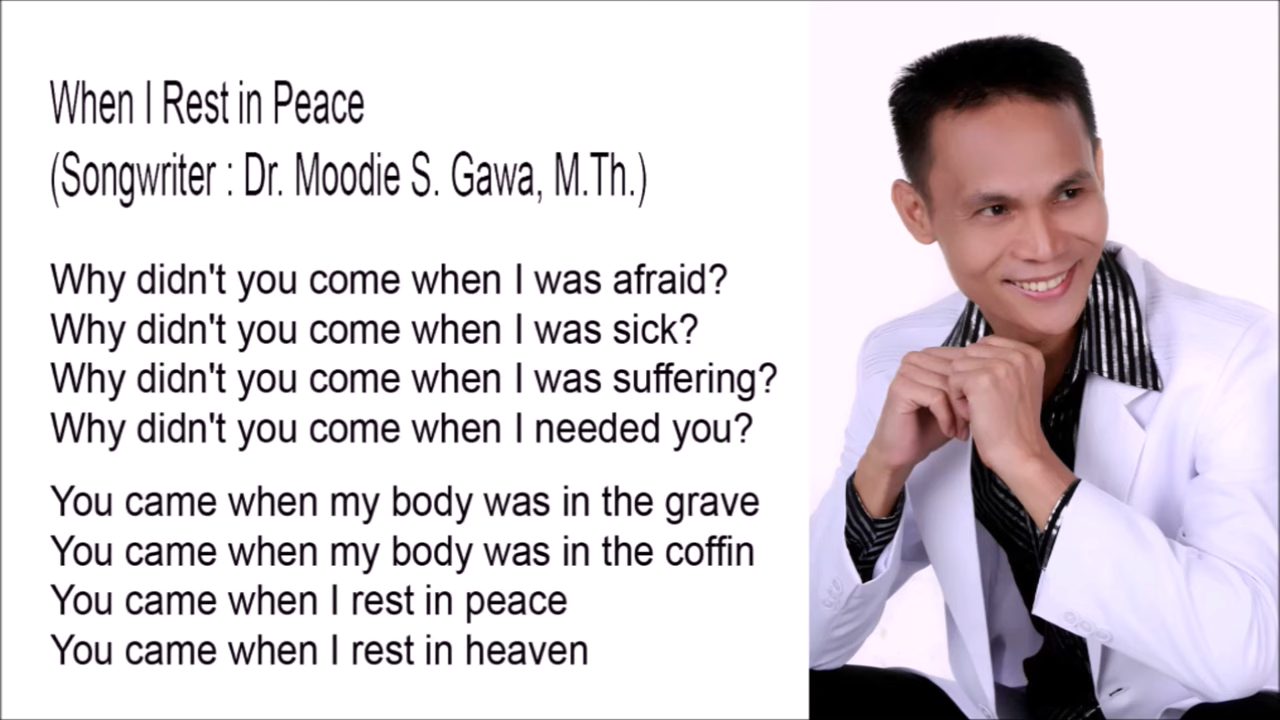 When I Rest in Peace
(Songwriter : Dr. Moodie S. Gawa, M.Th.)
Why didn't you come when I was afraid?
Why didn't you come when I was sick?
Why didn't you come when I was suffering?
Why didn't you come when I needed you?
You came when my body was in the grave
You came when my body was in the coffin
You came when I rest in peace
You came when I rest in heaven